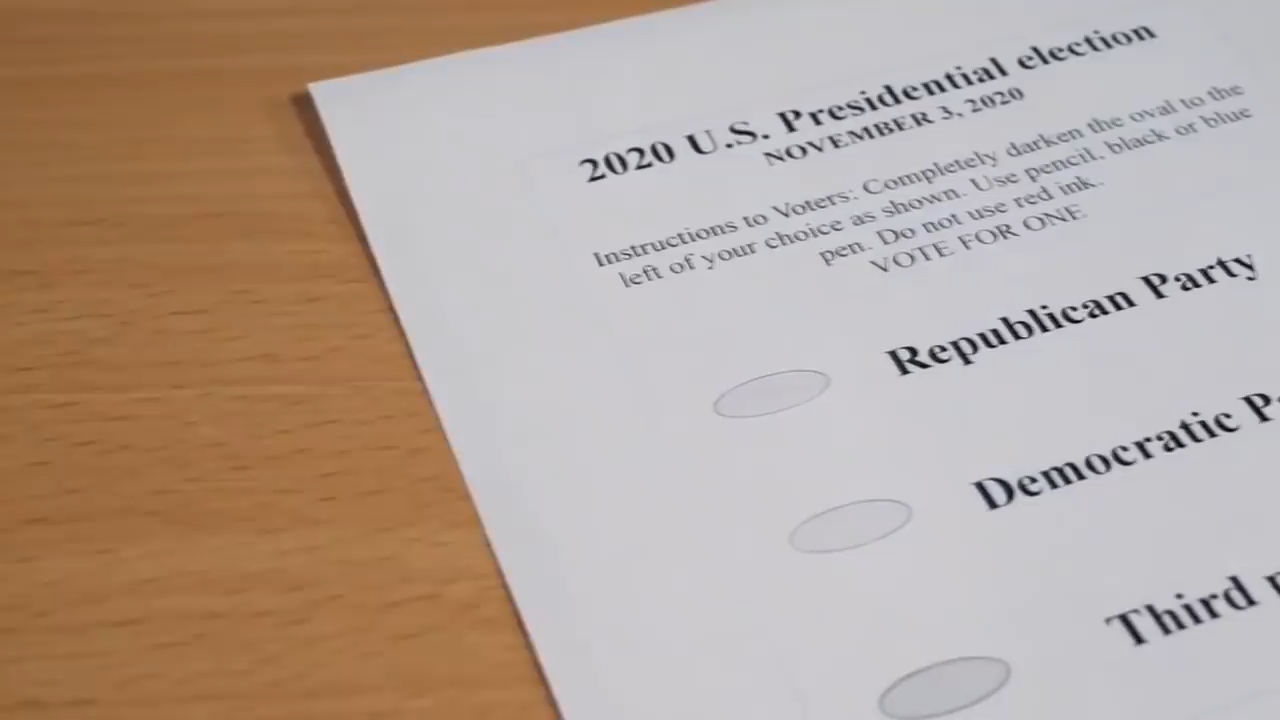 2020 U.S. Presidential election
NOVEMBER 3, 2020
Instructions to Voters: Completely darken the oval to the
left of your choice as shown. Use pencil, black or blue
pen. Do not use red ink.
VOTE FOR ONE
Republican Party
Democratic
Third